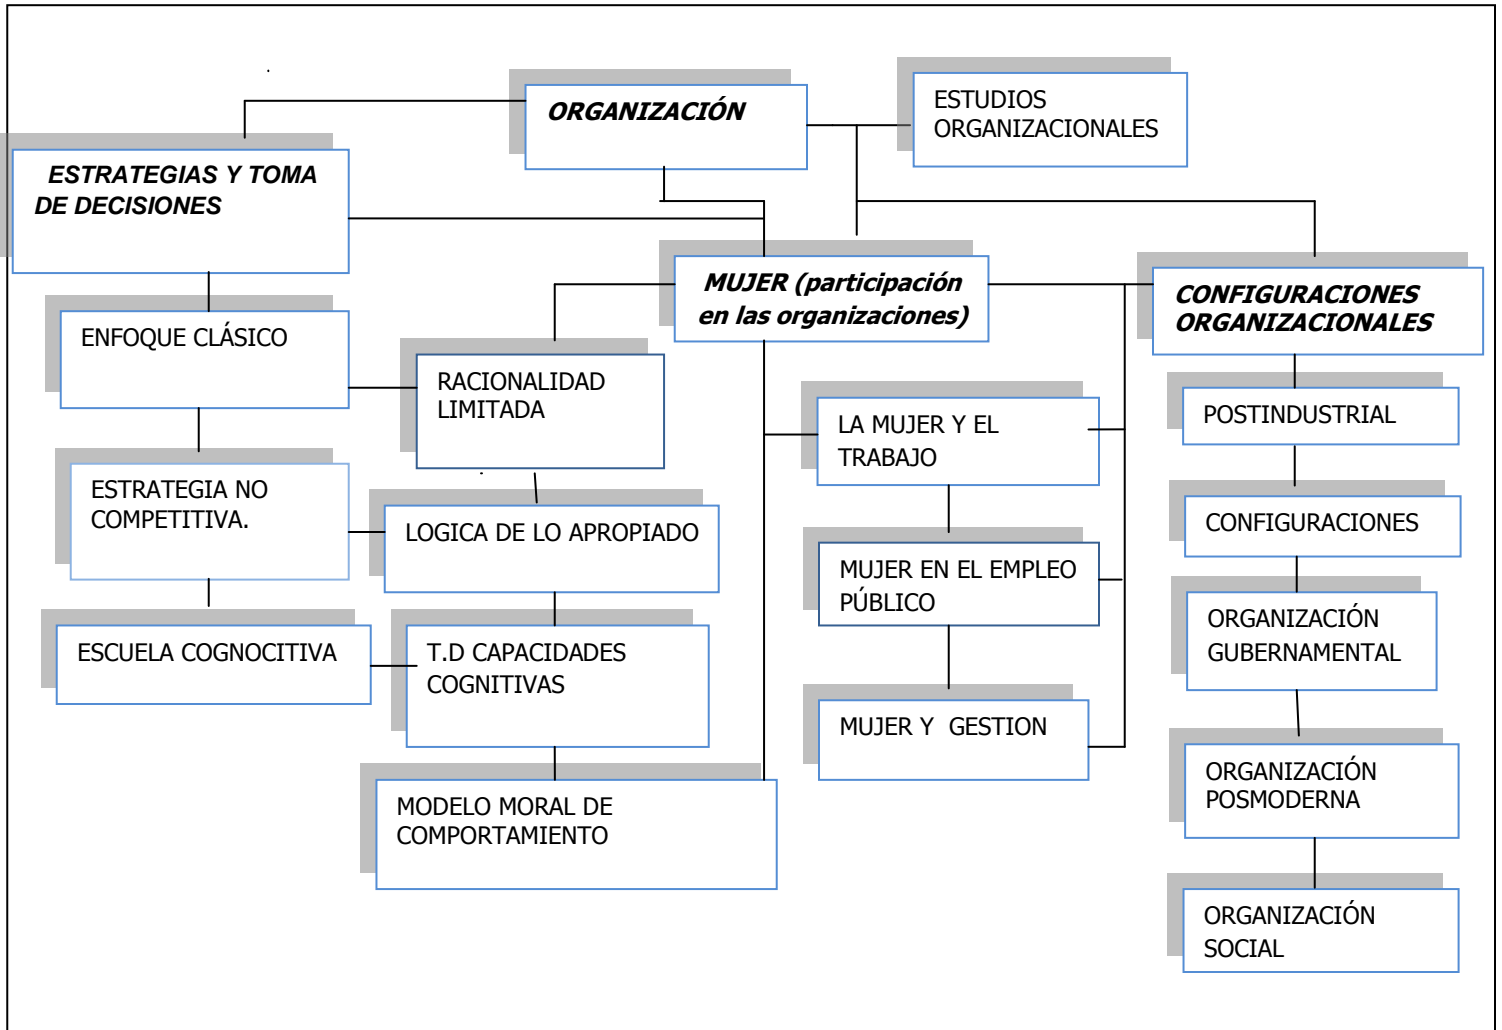 ORGANIZACIÓN
ESTUDIOS
ORGANIZACIONALES
ESTRATEGIAS Y TOMA
DE DECISIONES
MUJER (participación
en las organizaciones)
CONFIGURACIONES
ORGANIZACIONALES
ENFOQUE CLÁSICO
RACIONALIDAD
LIMITADA
LA MUJER Y EL
TRABAJO
POSTINDUSTRIAL
ESTRATEGIA NO
COMPETITIVA.
LOGICA DE LO APROPIADO
MUJER EN EL EMPLEO
PÚBLICO
CONFIGURACIONES
ESCUELA COGNOCITIVA
T.D CAPACIDADES
COGNITIVAS
ORGANIZACIÓN
GUBERNAMENTAL
MUJER Y GESTION
MODELO MORAL DE
COMPORTAMIENTO
ORGANIZACIÓN
POSMODERNA
ORGANIZACIÓN
SOCIAL